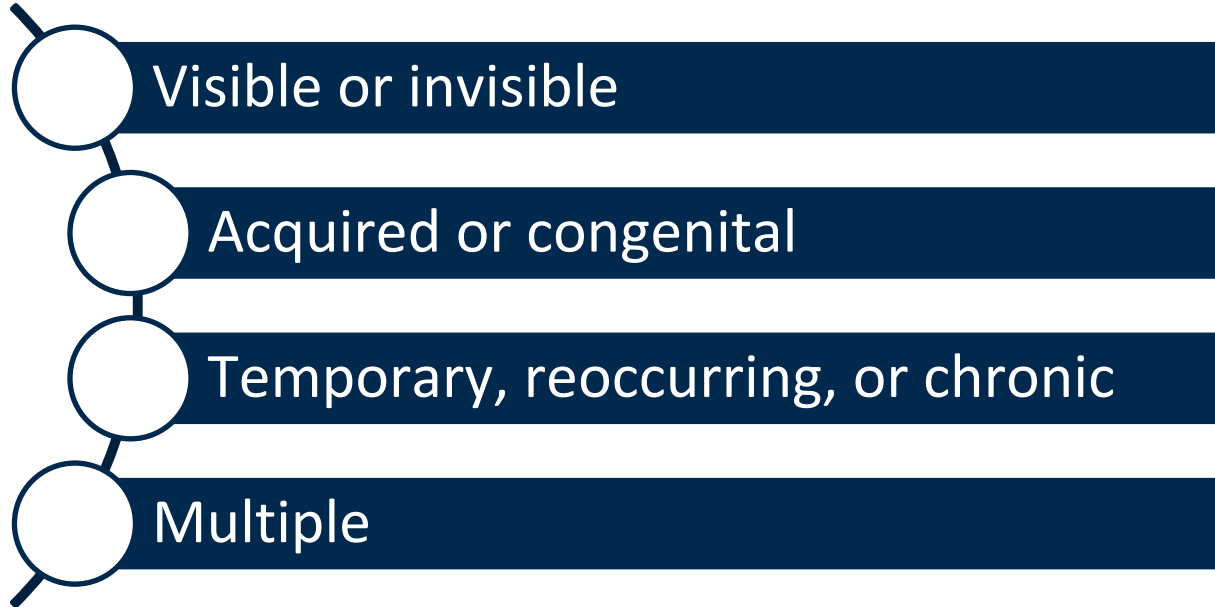 Visible or invisible
Acquired or congenital
Temporary, reoccurring, or chronic
Multiple